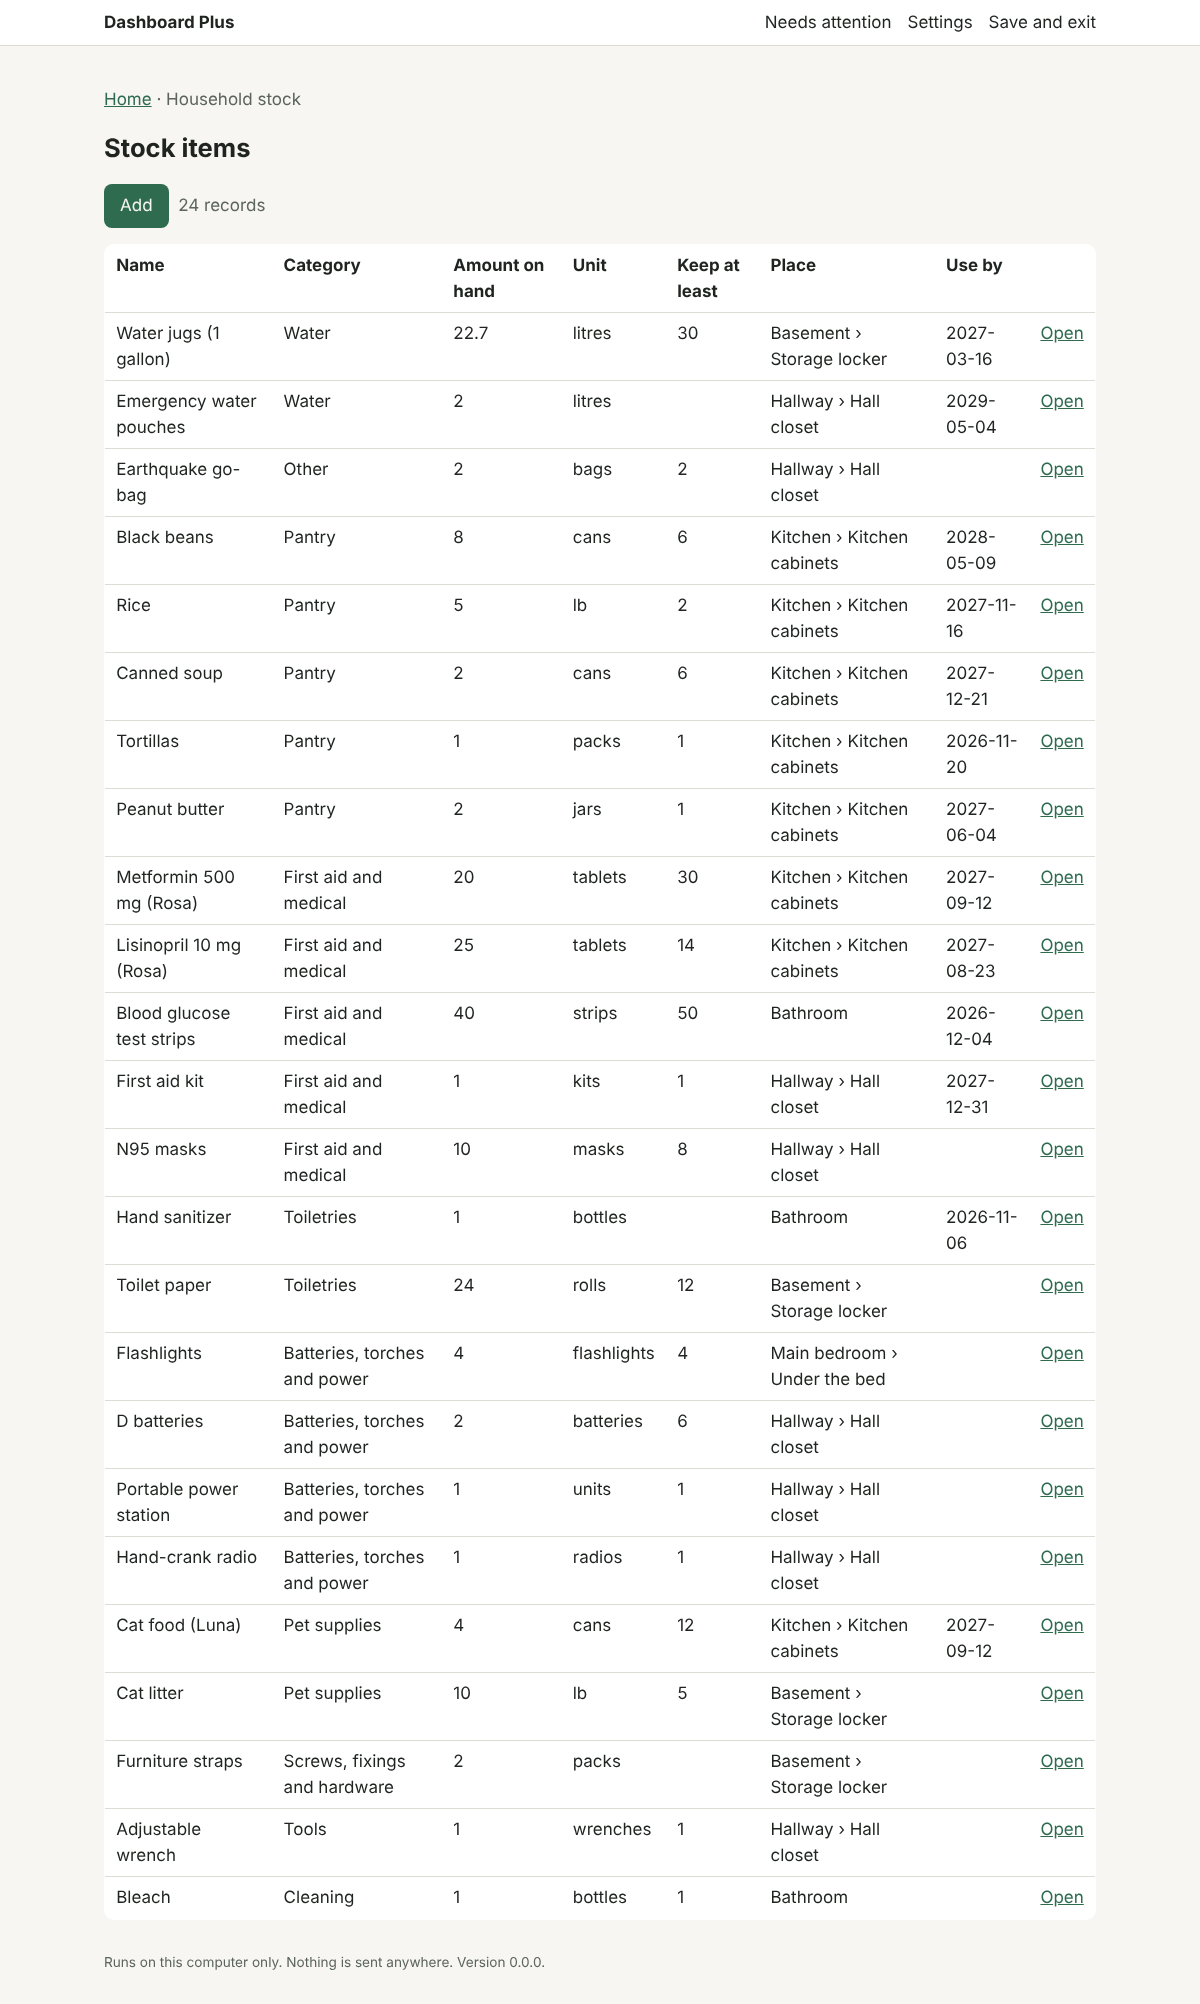 Dashboard Plus
Needs attention Settings Save and exit
Home · Household stock
Stock items
Add 24 records
Name Category Amount on hand Unit Keep at least Place Use by
Water jugs (1 gallon) Water 22.7 litres 30 Basement › Storage locker 2027-03-16 Open
Emergency water pouches Water 2 litres Hallway › Hall closet 2029-05-04 Open
Earthquake go-bag Other 2 bags 2 Hallway › Hall closet Open
Black beans Pantry 8 cans 6 Kitchen › Kitchen cabinets 2028-05-09 Open
Rice Pantry 5 lb 2 Kitchen › Kitchen cabinets 2027-11-16 Open
Canned soup Pantry 2 cans 6 Kitchen › Kitchen cabinets 2027-12-21 Open
Tortillas Pantry 1 packs 1 Kitchen › Kitchen cabinets 2026-11-20 Open
Peanut butter Pantry 2 jars 1 Kitchen › Kitchen cabinets 2027-06-04 Open
Metformin 500 mg (Rosa) First aid and medical 20 tablets 30 Kitchen › Kitchen cabinets 2027-09-12 Open
Lisinopril 10 mg (Rosa) First aid and medical 25 tablets 14 Kitchen › Kitchen cabinets 2027-08-23 Open
Blood glucose test strips First aid and medical 40 strips 50 Bathroom 2026-12-04 Open
First aid kit First aid and medical 1 kits 1 Hallway › Hall closet 2027-12-31 Open
N95 masks First aid and medical 10 masks 8 Hallway › Hall closet Open
Hand sanitizer Toiletries 1 bottles Bathroom 2026-11-06 Open
Toilet paper Toiletries 24 rolls 12 Basement › Storage locker Open
Flashlights Batteries, torches and power 4 flashlights 4 Main bedroom › Under the bed Open
D batteries Batteries, torches and power 2 batteries 6 Hallway › Hall closet Open
Portable power station Batteries, torches and power 1 units 1 Hallway › Hall closet Open
Hand-crank radio Batteries, torches and power 1 radios 1 Hallway › Hall closet Open
Cat food (Luna) Pet supplies 4 cans 12 Kitchen › Kitchen cabinets 2027-09-12 Open
Cat litter Pet supplies 10 lb 5 Basement › Storage locker Open
Furniture straps Screws, fixings and hardware 2 packs Basement › Storage locker Open
Adjustable wrench Tools 1 wrenches 1 Hallway › Hall closet Open
Bleach Cleaning 1 bottles 1 Bathroom Open
Runs on this computer only. Nothing is sent anywhere. Version 0.0.0.